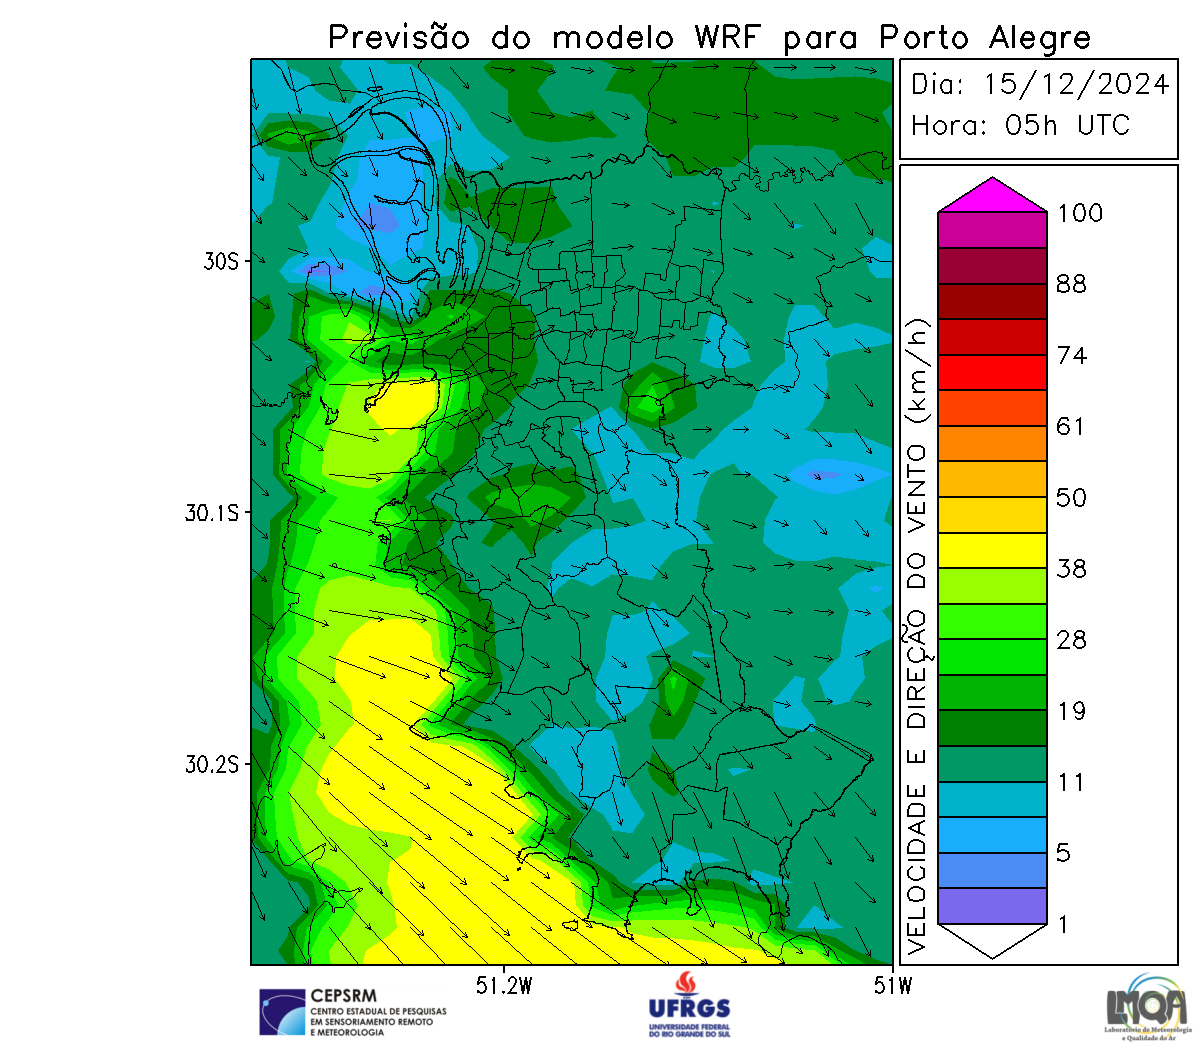 Previsão do modelo WRF para Porto Alegre
Dia: 15/12/2024
Hora: 05h UTC
100
88
74
61
50
38
28
19
11
5
1
VELOCIDADE E DIREÇÃO DO VENTO (km/h)
30S
30.1S
30.2S
51.2W
51W
CEPSRM
CENTRO ESTADUAL DE PESQUISAS
EM SENSORIAMENTO REMOTO
E METEOROLOGIA
UFRGS
UNIVERSIDADE FEDERAL
DO RIO GRANDE DO SUL
LMQA
Laboratório de Meteorologia
e Qualidade do Ar